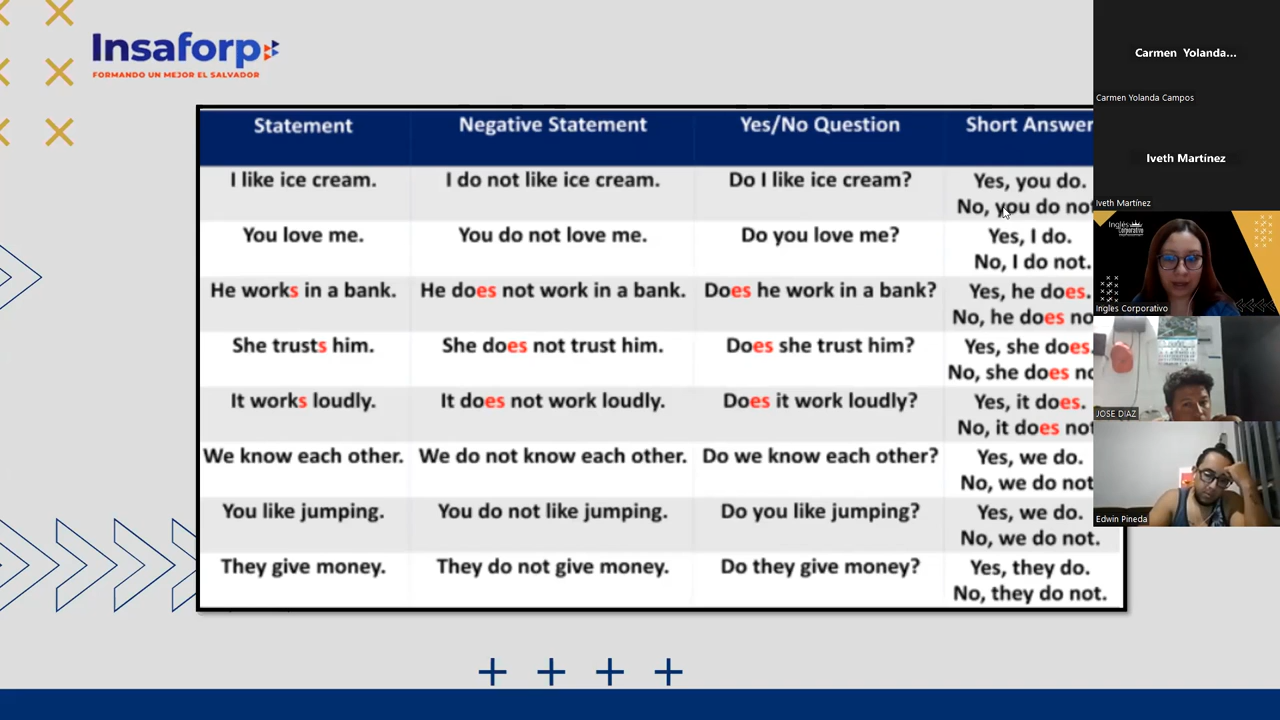 Insaforp
FORMANDO UN MEJOR EL SALVADOR
Statement Negative Statement Yes/No Question Short Answer
I like ice cream. I do not like ice cream. Do I like ice cream? Yes, you do.
No, you do not
You love me. You do not love me. Do you love me? Yes, I do.
No, I do not.
He works in a bank. He does not work in a bank. Does he work in a bank? Yes, he does.
No, he does no
She trusts him. She does not trust him. Does she trust him? Yes, she does.
No, she does no
It works loudly. It does not work loudly. Does it work loudly? Yes, it does.
No, it does not
We know each other. We do not know each other. Do we know each other? Yes, we do.
No, we do not
You like jumping. You do not like jumping. Do you like jumping? Yes, we do.
No, we do not.
They give money. They do not give money. Do they give money? Yes, they do.
No, they do not.
Carmen Yolanda...
Carmen Yolanda Campos
Iveth Martínez
Iveth Martínez
Inglés
Corporativo
Ingles Corporativo
JOSE DIAZ
Edwin Pineda